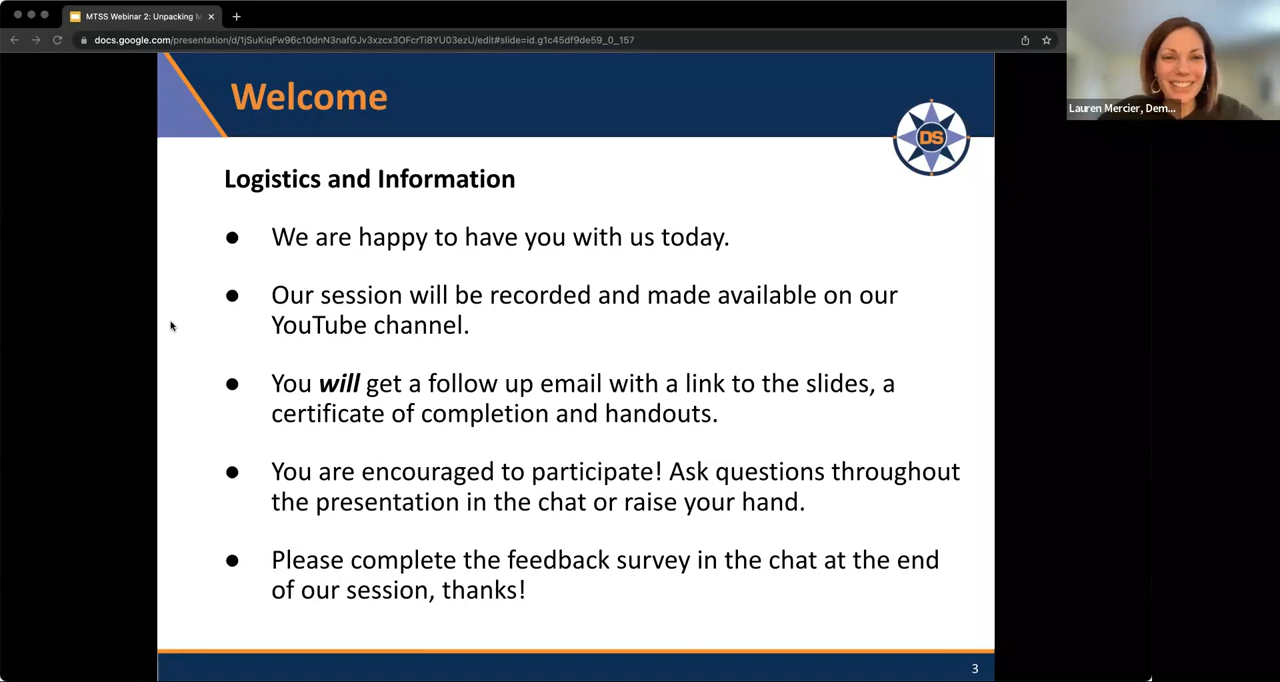 MTSS Webinar 2: Unpacking M
docs.google.com/presentation/d/1jSuKiqFw96c10dnN3nafGJv3xzcx3OFcrTi8YU03ezU/edit#slide=id.g1c45df9de59_0_157
Lauren Mercier, Dem...
Welcome
DS
Logistics and Information
● We are happy to have you with us today.
● Our session will be recorded and made available on our
YouTube channel.
● You will get a follow up email with a link to the slides, a
certificate of completion and handouts.
● You are encouraged to participate! Ask questions throughout
the presentation in the chat or raise your hand.
● Please complete the feedback survey in the chat at the end
of our session, thanks!
3